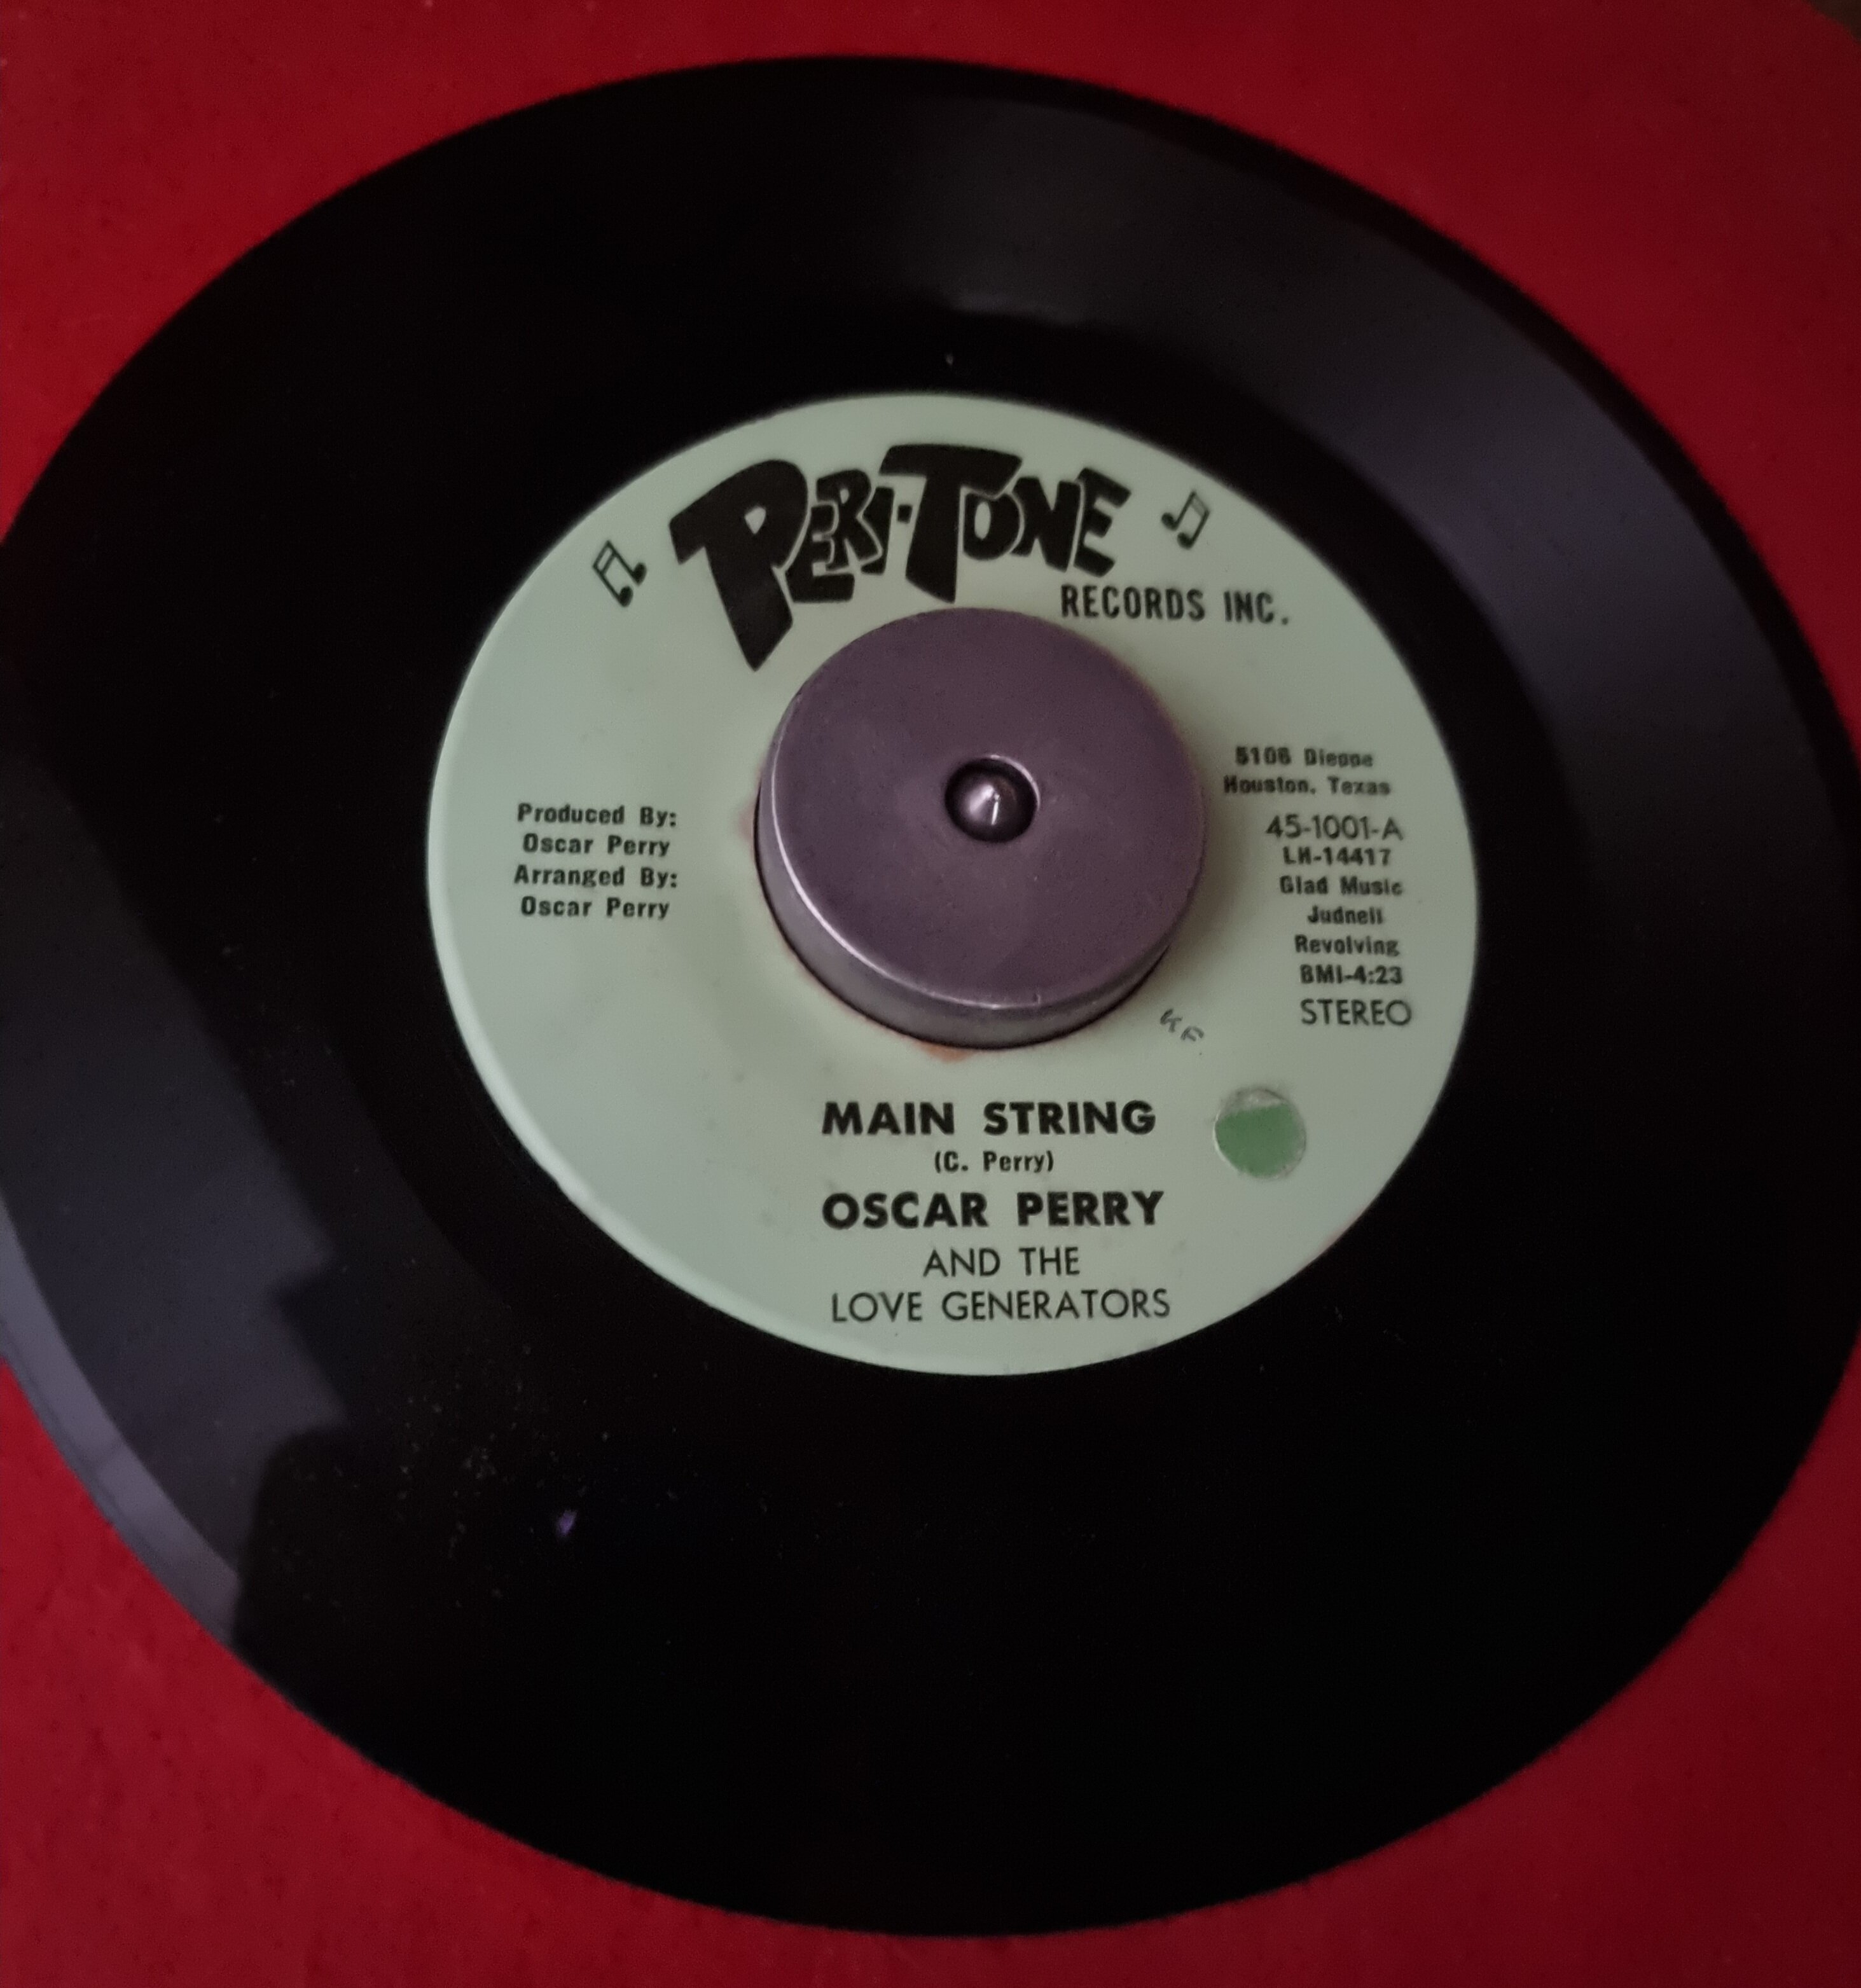 PERI-TONE
RECORDS INC.
Produced By:
Oscar Perry
Arranged By:
Oscar Perry
5106 Dieppe
Houston, Texas
45-1001-A
LH-14417
Glad Music
Judnell
Revolving
BMI-4:23
STEREO
KF
MAIN STRING
(C. Perry)
OSCAR PERRY
AND THE
LOVE GENERATORS